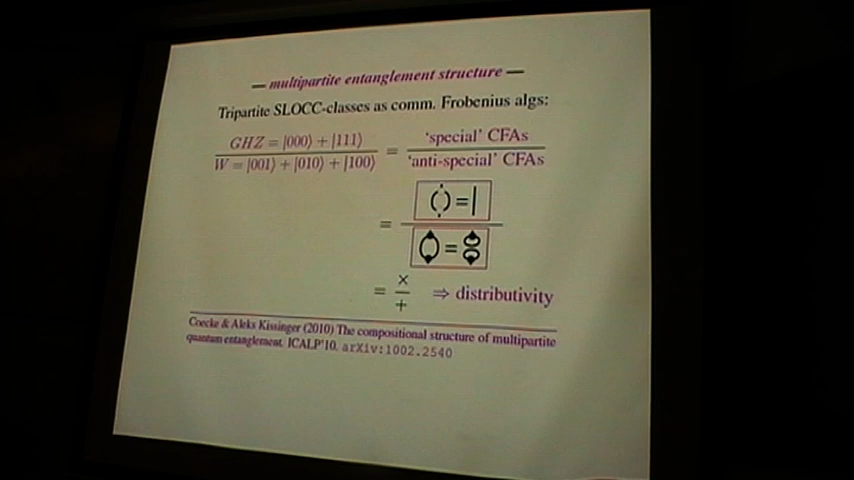 — multipartite entanglement structure —
Tripartite SLOCC-classes as comm. Frobenius algs:
GHZ = |000⟩ + |111⟩
W = |001⟩ + |010⟩ + |100⟩
=
'special' CFAs
'anti-special' CFAs
=
=
=
= × / + ⇒ distributivity
Coecke & Aleks Kissinger (2010) The compositional structure of multipartite
quantum entanglement. ICALP'10. arXiv:1002.2540